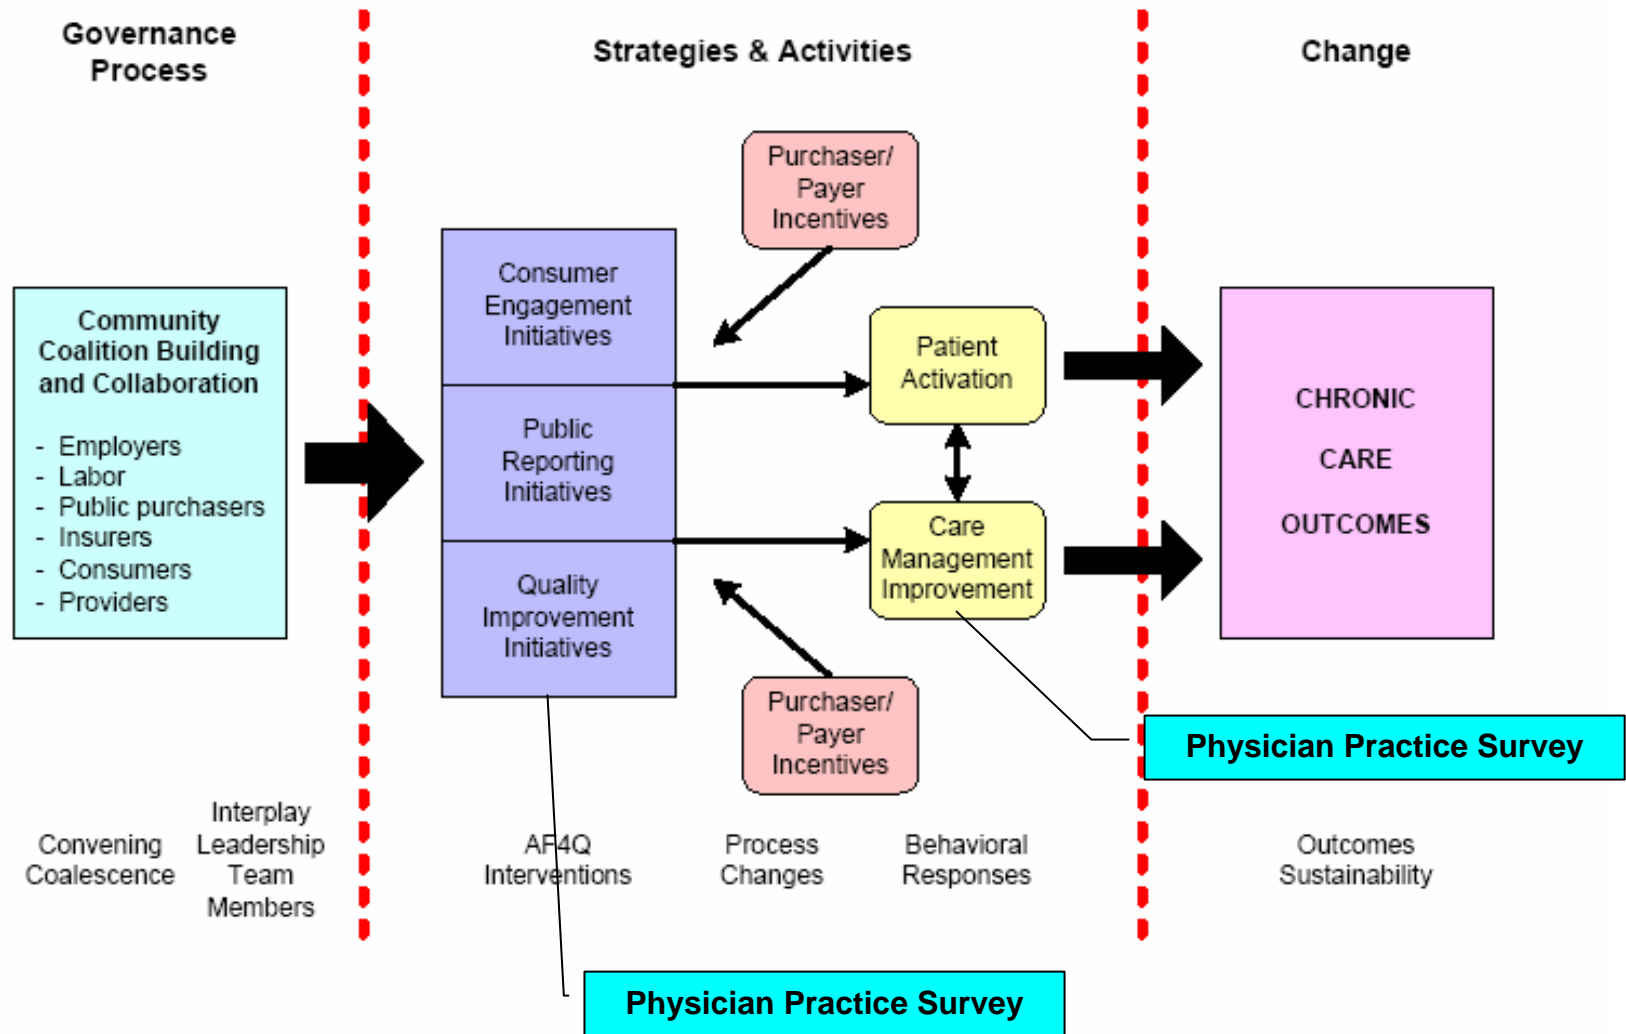 Governance
Process
Strategies & Activities
Change
Community
Coalition Building
and Collaboration
- Employers
- Labor
- Public purchasers
- Insurers
- Consumers
- Providers
Consumer
Engagement
Initiatives
Public
Reporting
Initiatives
Quality
Improvement
Initiatives
Purchaser/
Payer
Incentives
Patient
Activation
Care
Management
Improvement
Purchaser/
Payer
Incentives
CHRONIC
CARE
OUTCOMES
Physician Practice Survey
Convening
Coalescence
Interplay
Leadership
Team
Members
AF4Q
Interventions
Process
Changes
Behavioral
Responses
Outcomes
Sustainability
Physician Practice Survey